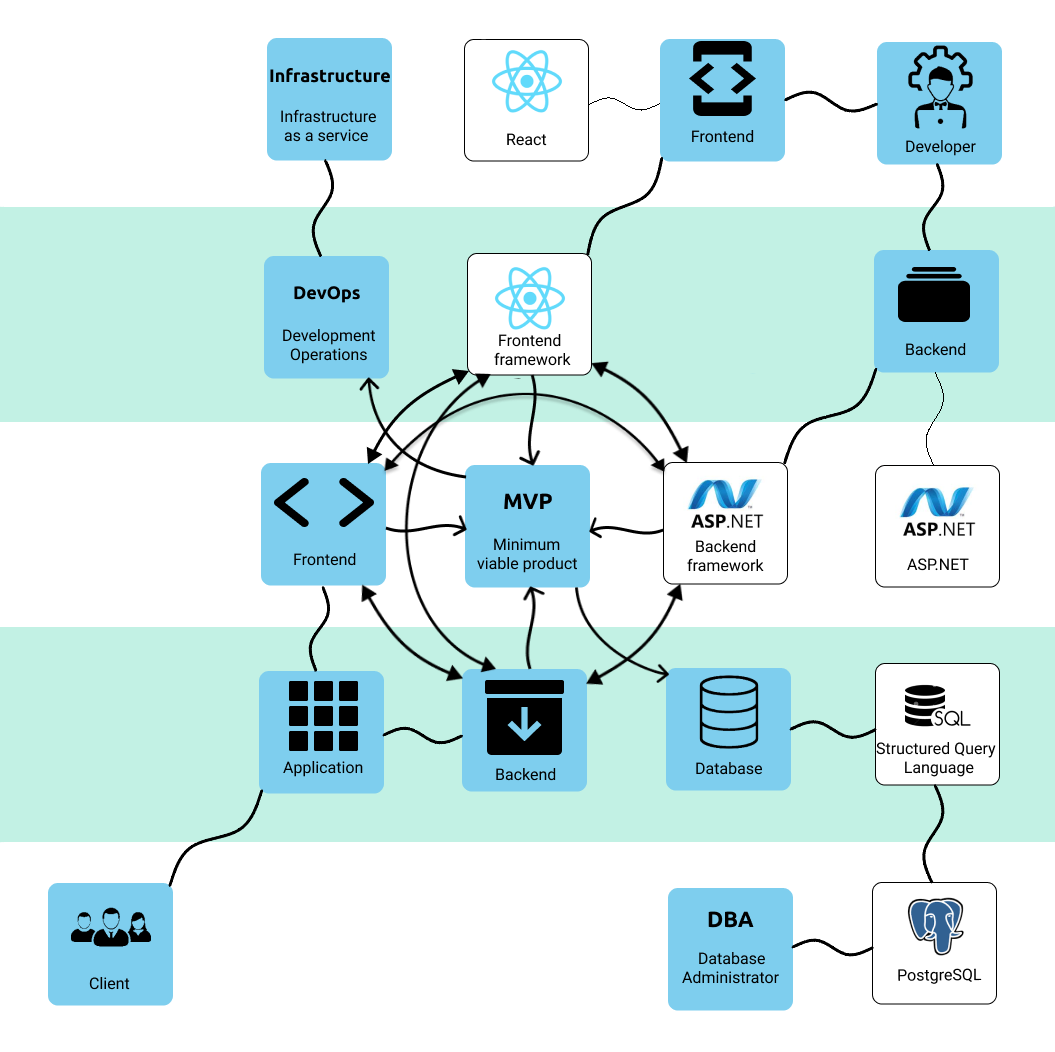 Infrastructure
Infrastructure
as a service
React
Frontend
Developer
DevOps
Development
Operations
Frontend
framework
Backend
Frontend
MVP
Minimum
viable product
ASP.NET
Backend
framework
ASP.NET
ASP.NET
Application
Backend
Database
SQL
Structured Query
Language
Client
DBA
Database
Administrator
PostgreSQL